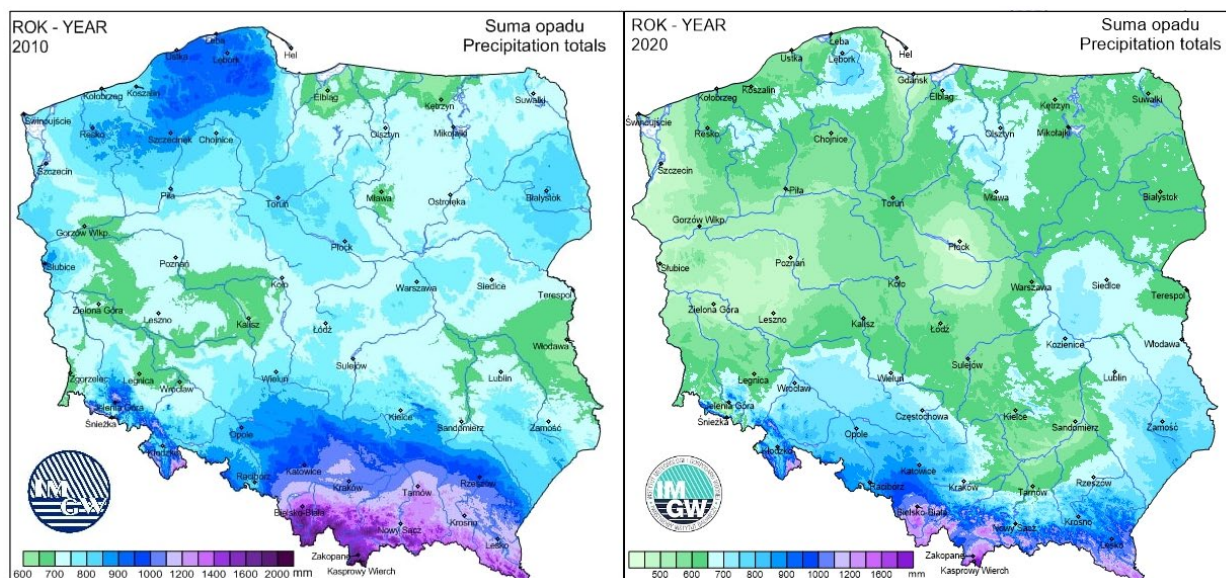 ROK - YEAR
2010
Suma opadu
Precipitation totals
Łeba
Hel
Ustka
Lębork
Kołobrzeg
Koszalin
Elbląg
Kętrzyn
Suwałki
Świnoujście
Resko
Szczecinek
Chojnice
Olsztyn
Mikołajki
Szczecin
Piła
Mława
Ostrołęka
Białystok
Toruń
Gorzów Wlkp
Płock
Słubice
Poznań
Koło
Warszawa
Siedlce
Terespol
Zielona Góra
Leszno
Kalisz
Łódź
Włodawa
Sulejów
Zgorzelec
Legnica
Wrocław
Wieluń
Lublin
Jelenia Góra
Śnieżka
Opole
Kielce
Sandomierz
Zamość
Kłodzko
Katowice
Racibórz
Kraków
Tarnów
Rzeszów
Bielsko-Biała
Nowy Sącz
Krosno
Lesko
Zakopane
Kasprowy Wierch
IM
GW
600 700 800 900 1000 1200 1400 1600 2000 mm
ROK - YEAR
2020
Suma opadu
Precipitation totals
Łeba
Hel
Ustka
Lębork
Gdańsk
Kołobrzeg
Koszalin
Elbląg
Kętrzyn
Suwałki
Świnoujście
Resko
Chojnice
Olsztyn
Mikołajki
Szczecin
Piła
Mława
Białystok
Toruń
Gorzów Wlkp
Płock
Słubice
Poznań
Koło
Warszawa
Siedlce
Terespol
Zielona Góra
Leszno
Kalisz
Łódź
Kozienice
Włodawa
Sulejów
Legnica
Wrocław
Wieluń
Lublin
Jelenia Góra
Śnieżka
Częstochowa
Opole
Kielce
Sandomierz
Zamość
Kłodzko
Katowice
Racibórz
Kraków
Tarnów
Rzeszów
Bielsko-Biała
Nowy Sącz
Krosno
Lesko
Zakopane
Kasprowy Wierch
IM
GW
500 600 700 800 900 1000 1200 1600 mm